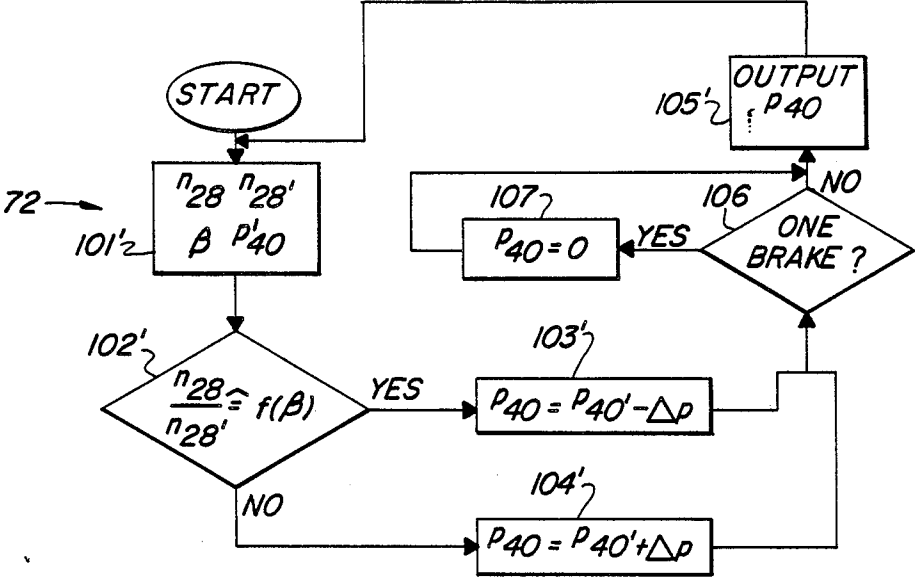 START
72
101'
n28 n28'
β p'40
102'
n28/n28' ≙ f(β)
YES
NO
103'
P40 = P40' - Δp
104'
P40 = P40' + Δp
106
ONE
BRAKE ?
YES
NO
107
P40 = 0
105'
OUTPUT
P40